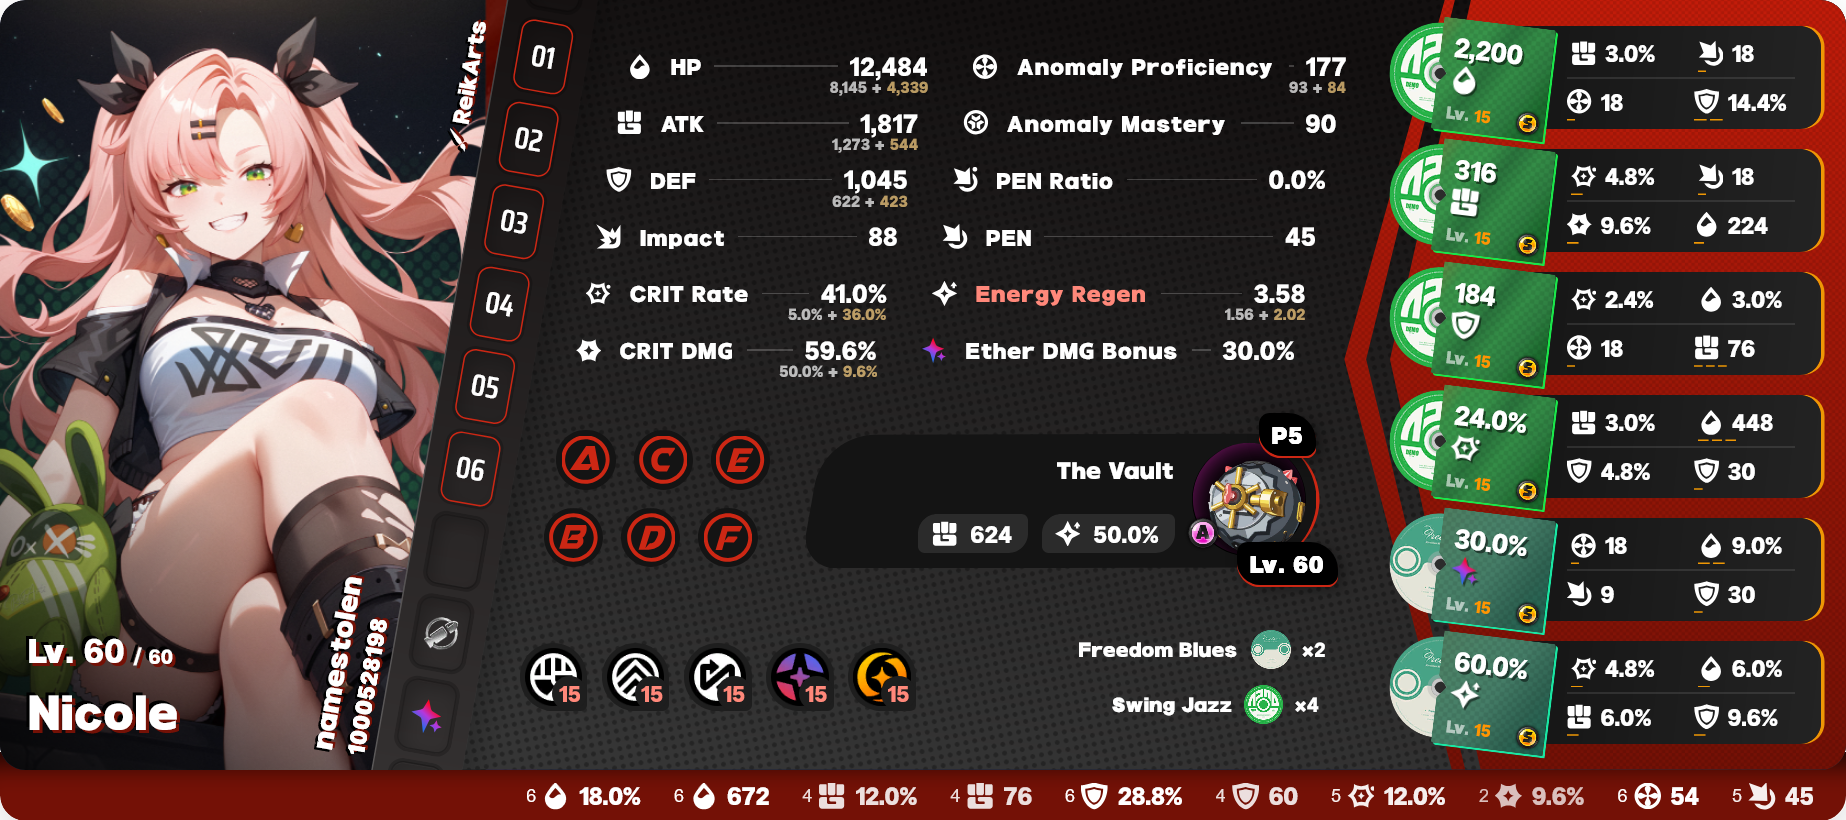 ReikArts
Lv. 60 / 60
Nicole
namestolen
1000528198
01
02
03
04
05
06
HP 12,484
8,145 + 4,339
ATK 1,817
1,273 + 544
DEF 1,045
622 + 423
Impact 88
CRIT Rate 41.0%
5.0% + 36.0%
CRIT DMG 59.6%
50.0% + 9.6%
Anomaly Proficiency 177
93 + 84
Anomaly Mastery 90
PEN Ratio 0.0%
PEN 45
Energy Regen 3.58
1.56 + 2.02
Ether DMG Bonus 30.0%
A C E
B D F
P5
The Vault
624 50.0%
A
Lv. 60
15 15 15 15 15
Freedom Blues x2
Swing Jazz x4
2,200
Lv. 15 S
3.0% 18
18 14.4%
316
Lv. 15 S
4.8% 18
9.6% 224
184
Lv. 15 S
2.4% 3.0%
18 76
24.0%
Lv. 15 S
3.0% 448
4.8% 30
30.0%
Lv. 15 S
18 9.0%
9 30
60.0%
Lv. 15 S
4.8% 6.0%
6.0% 9.6%
6 18.0% 6 672 4 12.0% 4 76 6 28.8% 4 60 5 12.0% 2 9.6% 6 54 5 45